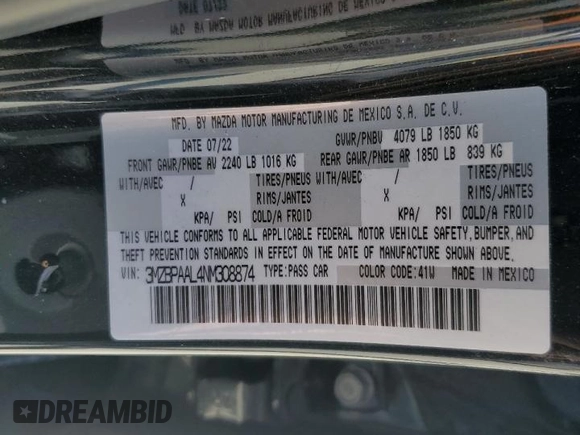 MFD. BY MAZDA MOTOR MANUFACTURING DE MEXICO S.A. DE C.V.
DATE 07/22 GVWR/PNBV 4079 LB 1850 KG
FRONT GAWR/PNBE AV 2240 LB 1016 KG REAR GAWR/PNBE AR 1850 LB 839 KG
WITH/AVEC / TIRES/PNEUS WITH/AVEC / TIRES/PNEUS
X RIMS/JANTES X RIMS/JANTES
KPA/ PSI COLD/A FROID KPA/ PSI COLD/A FROID
THIS VEHICLE CONFORMS TO ALL APPLICABLE FEDERAL MOTOR VEHICLE SAFETY, BUMPER, AND
THEFT PREVENTION STANDARDS IN EFFECT ON THE DATE OF MANUFACTURE SHOWN ABOVE.
VIN: 3MZBPAAL4NM308874 TYPE:PASS CAR COLOR CODE:41W MADE IN MEXICO
DREAMBID